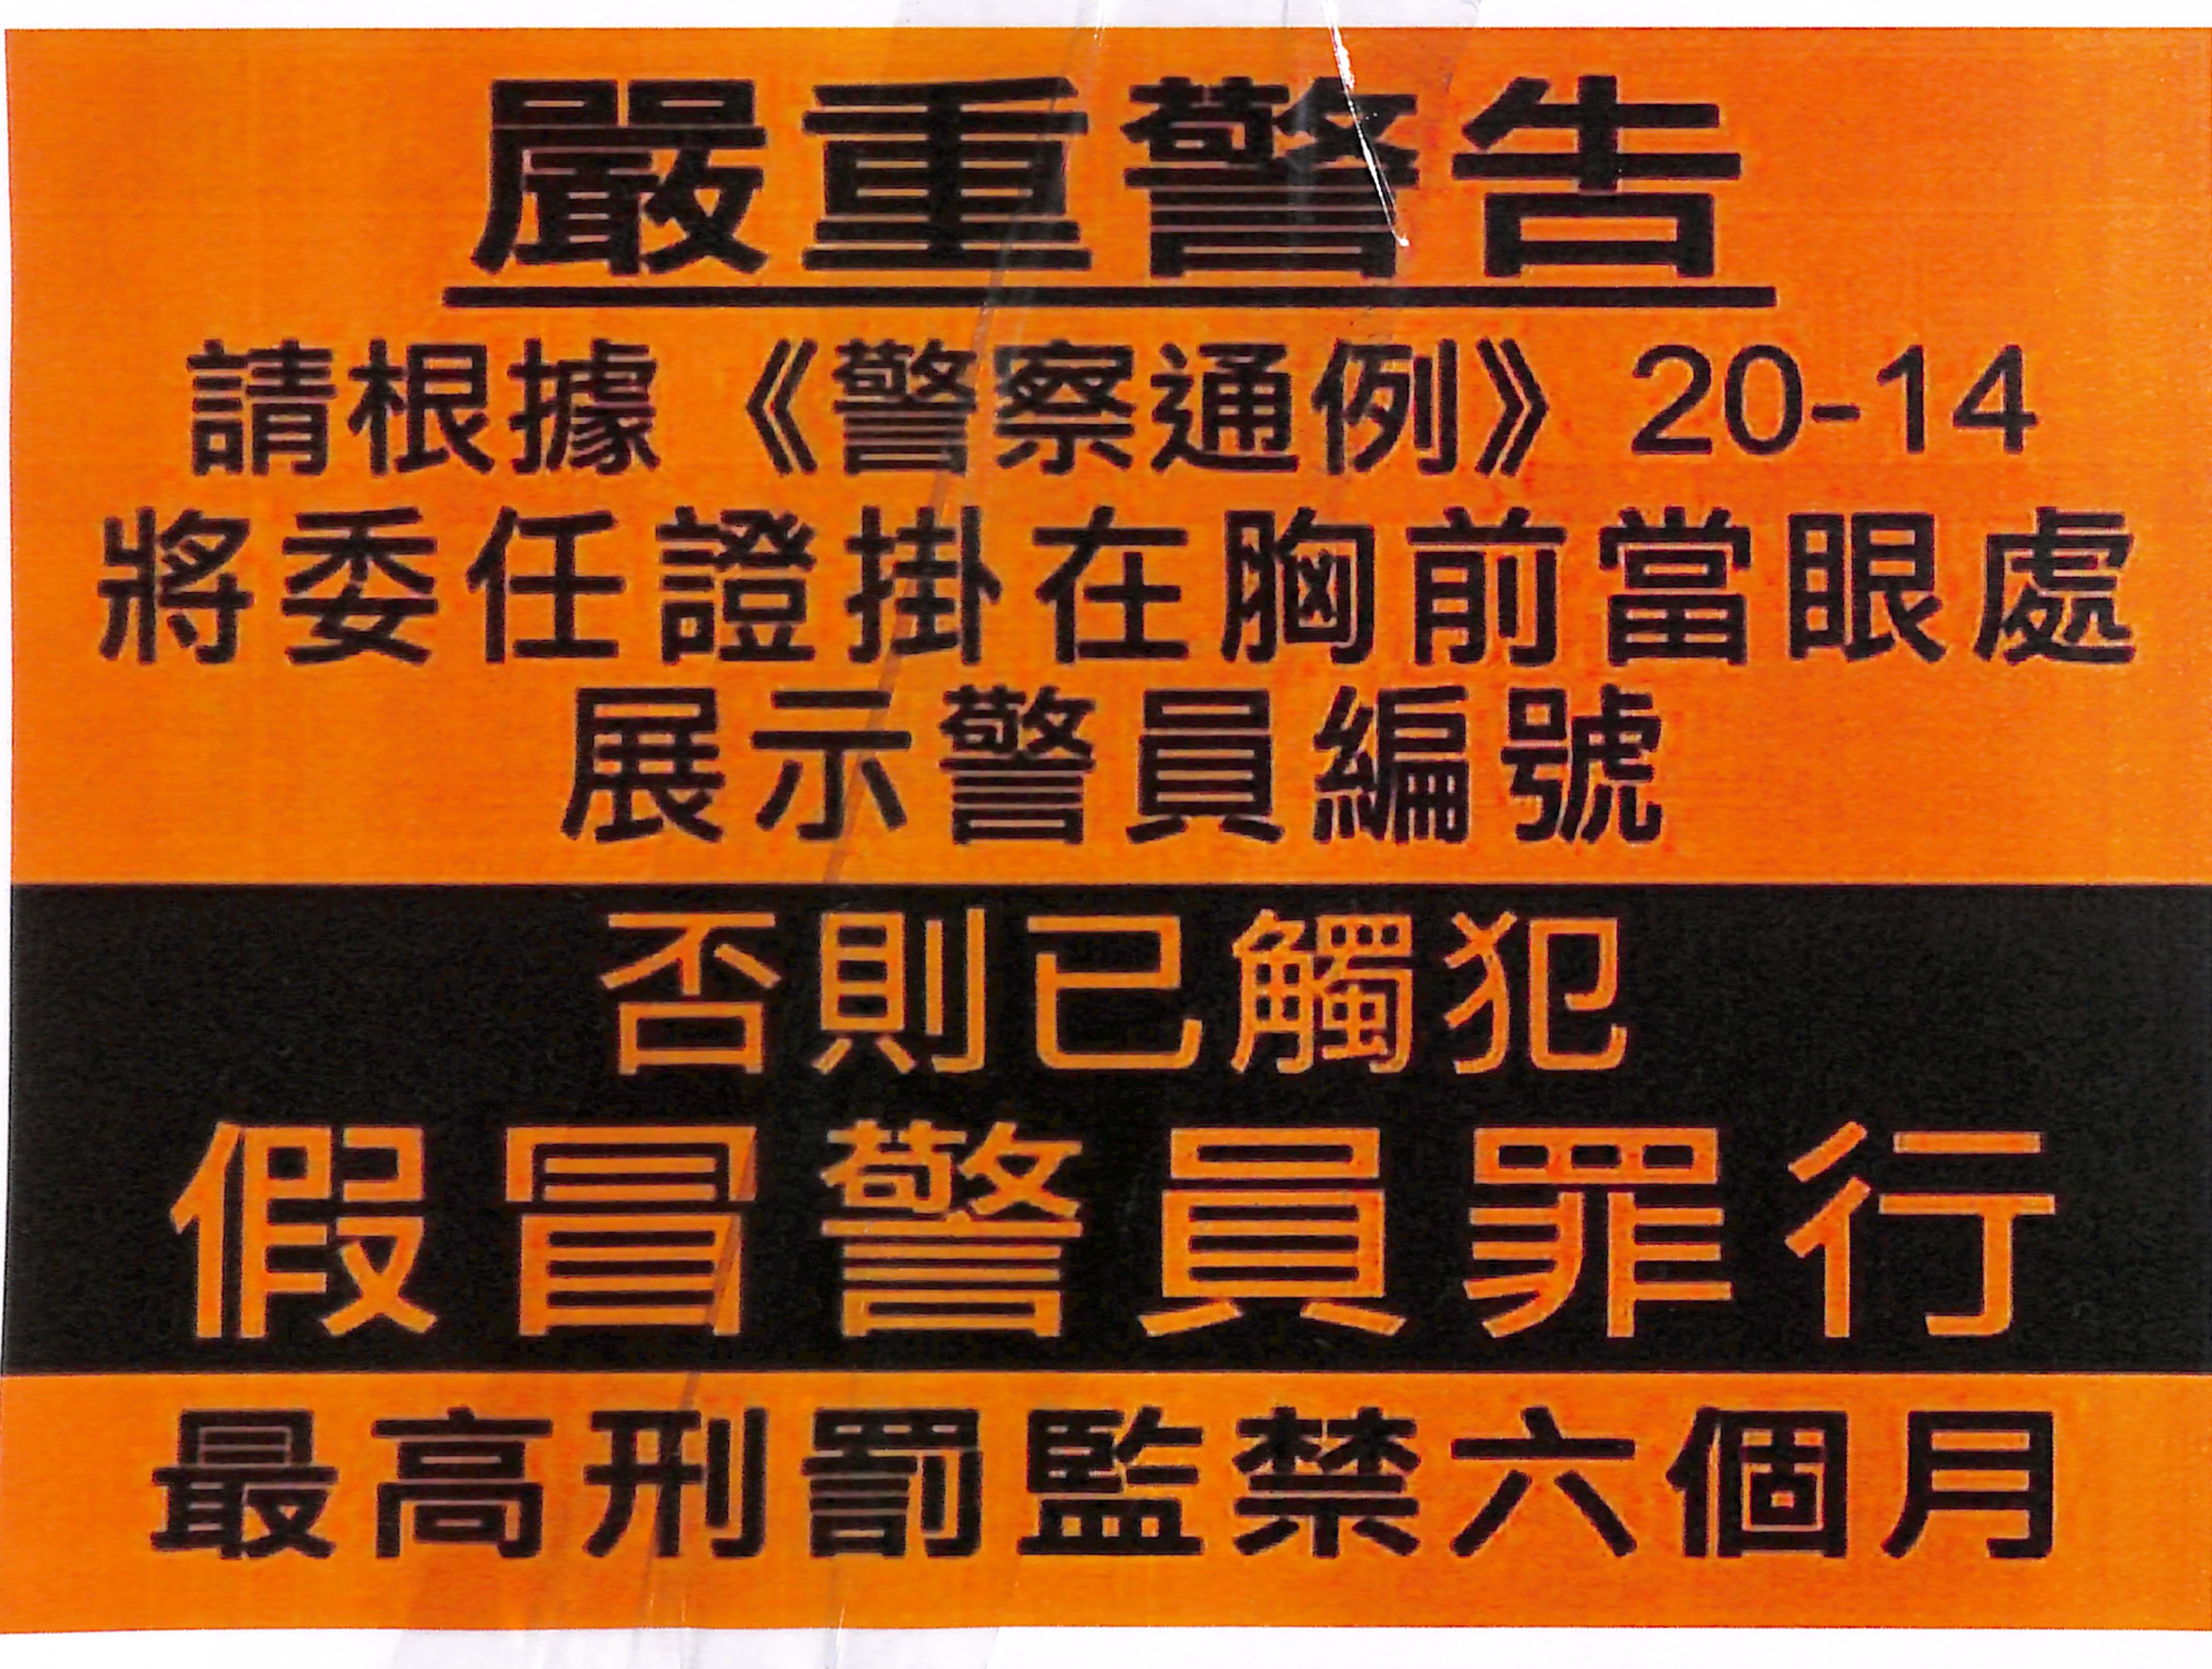 嚴重警告
請根據《警察通例》20-14
將委任證掛在胸前當眼處
展示警員編號
否則已觸犯
假冒警員罪行
最高刑罰監禁六個月